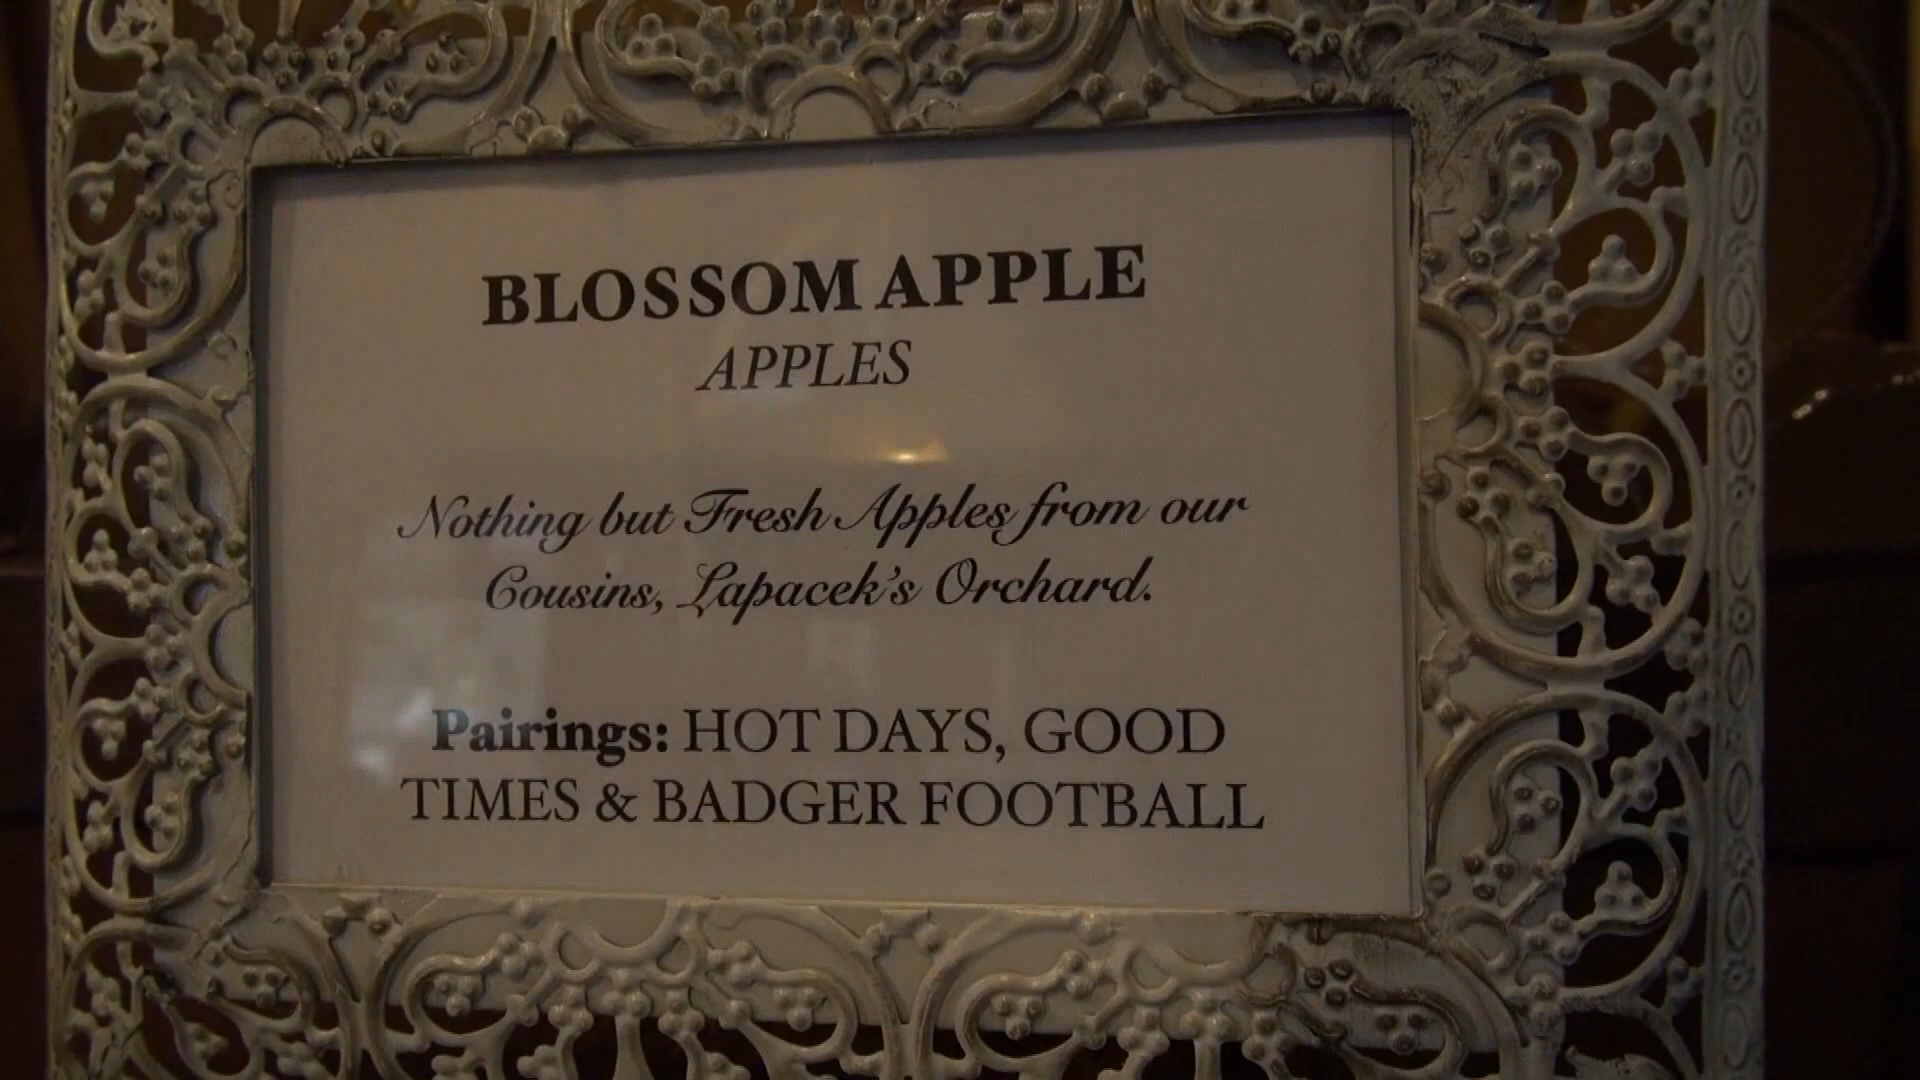 BLOSSOM APPLE
APPLES
Nothing but Fresh Apples from our
Cousins, Lapacek's Orchard.
Pairings: HOT DAYS, GOOD
TIMES & BADGER FOOTBALL